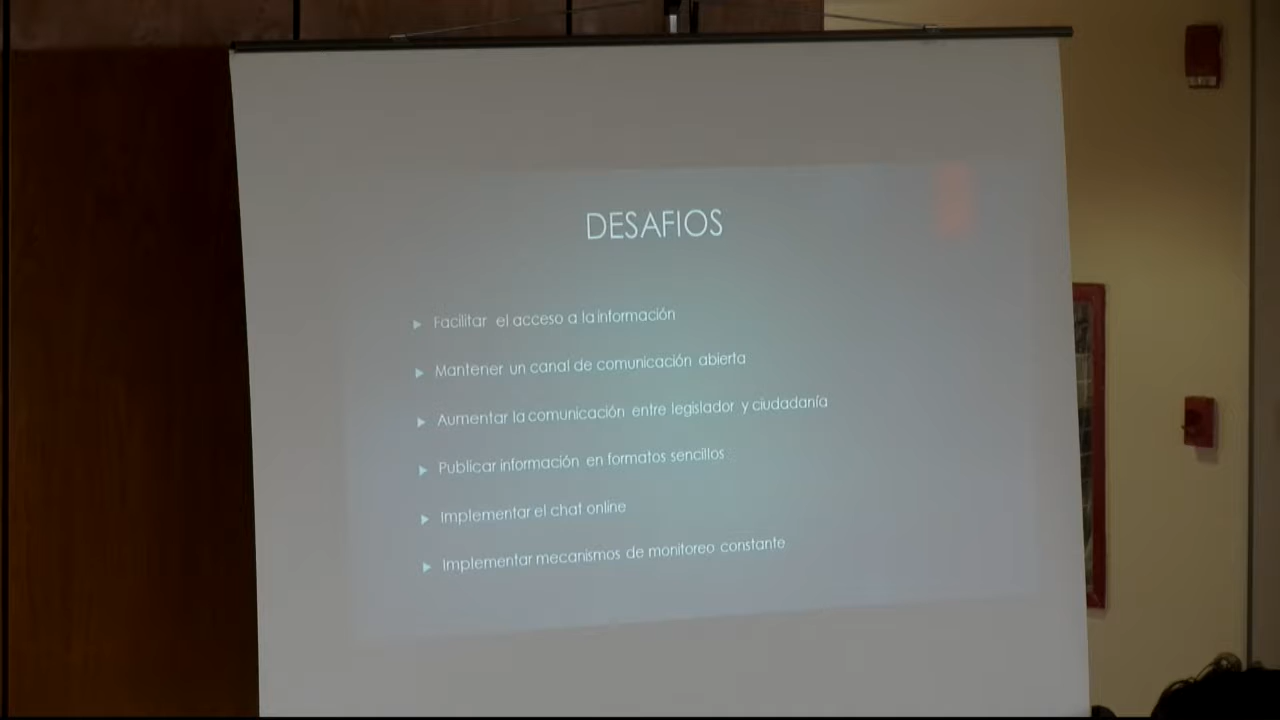 DESAFIOS
Facilitar el acceso a la información
Mantener un canal de comunicación abierta
Aumentar la comunicación entre legislador y ciudadanía
Publicar información en formatos sencillos
Implementar el chat online
Implementar mecanismos de monitoreo constante